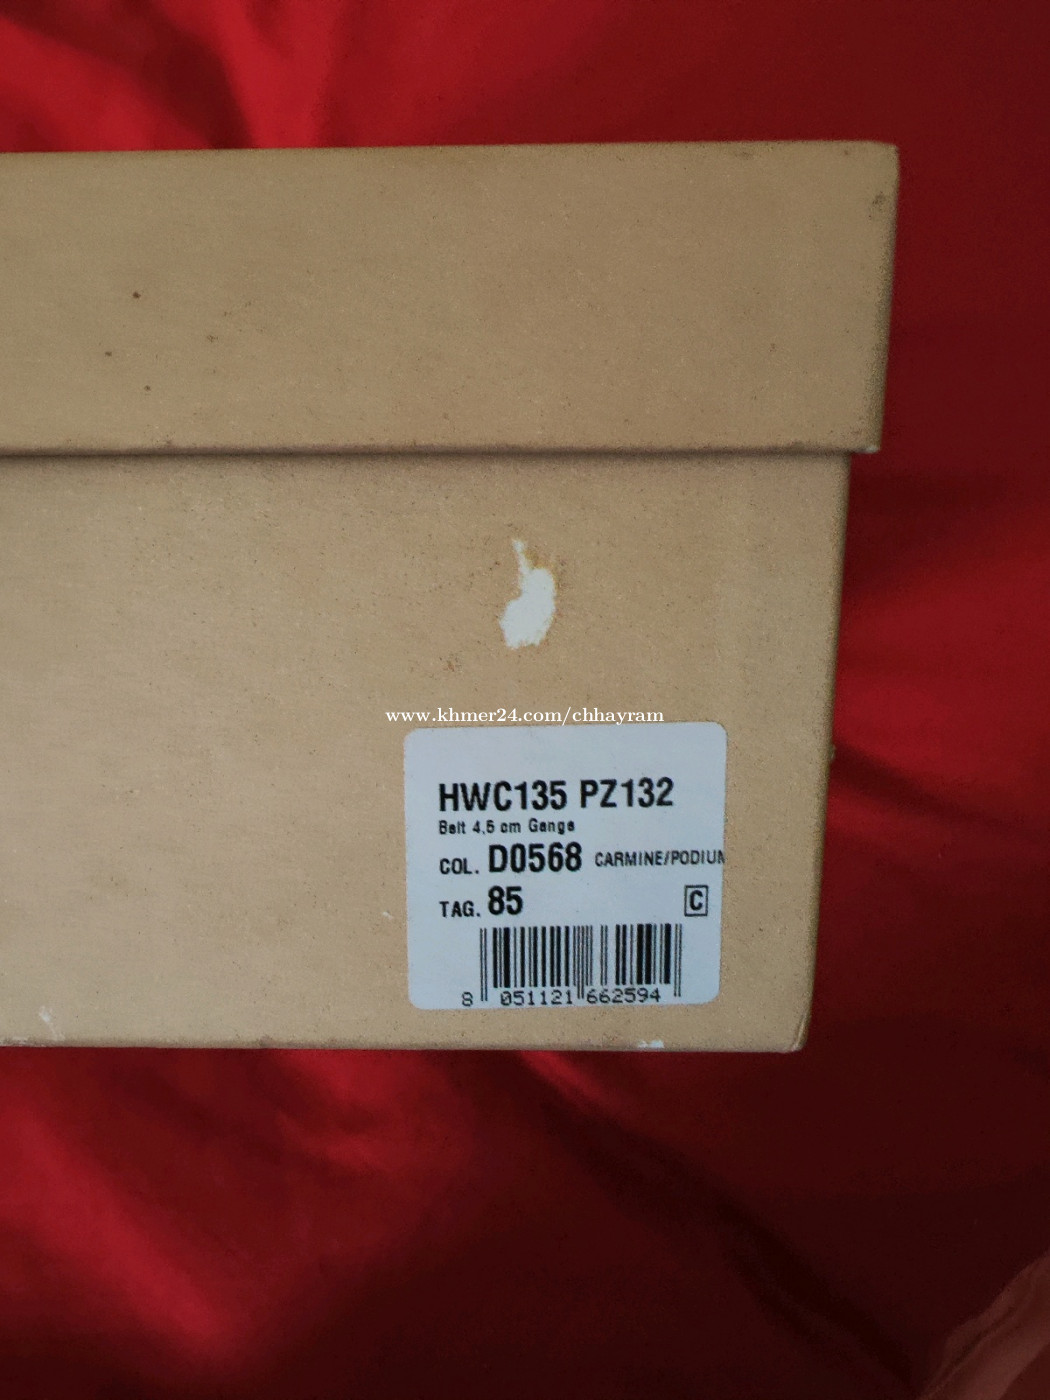 www.khmer24.com/chhayram
HWC135 PZ132
Belt 4,5 cm Gange
COL. D0568 CARMINE/PODIUM
TAG. 85 C
8 051121 662594